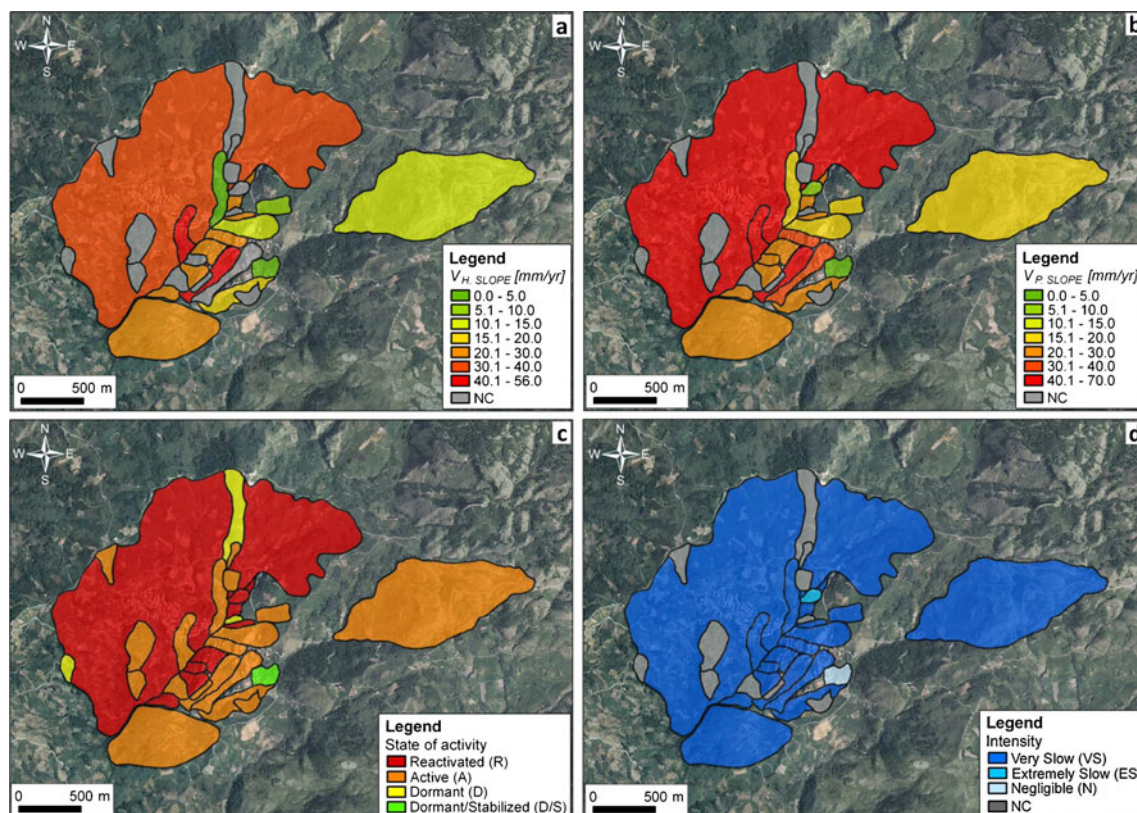 a
N
W E
S
Legend
V H. SLOPE [mm/yr]
0.0 - 5.0
5.1 - 10.0
10.1 - 15.0
15.1 - 20.0
20.1 - 30.0
30.1 - 40.0
40.1 - 56.0
NC
0 500 m
b
N
W E
S
Legend
V P. SLOPE [mm/yr]
0.0 - 5.0
5.1 - 10.0
10.1 - 15.0
15.1 - 20.0
20.1 - 30.0
30.1 - 40.0
40.1 - 70.0
NC
0 500 m
c
N
W E
S
Legend
State of activity
Reactivated (R)
Active (A)
Dormant (D)
Dormant/Stabilized (D/S)
0 500 m
d
N
W E
S
Legend
Intensity
Very Slow (VS)
Extremely Slow (ES)
Negligible (N)
NC
0 500 m